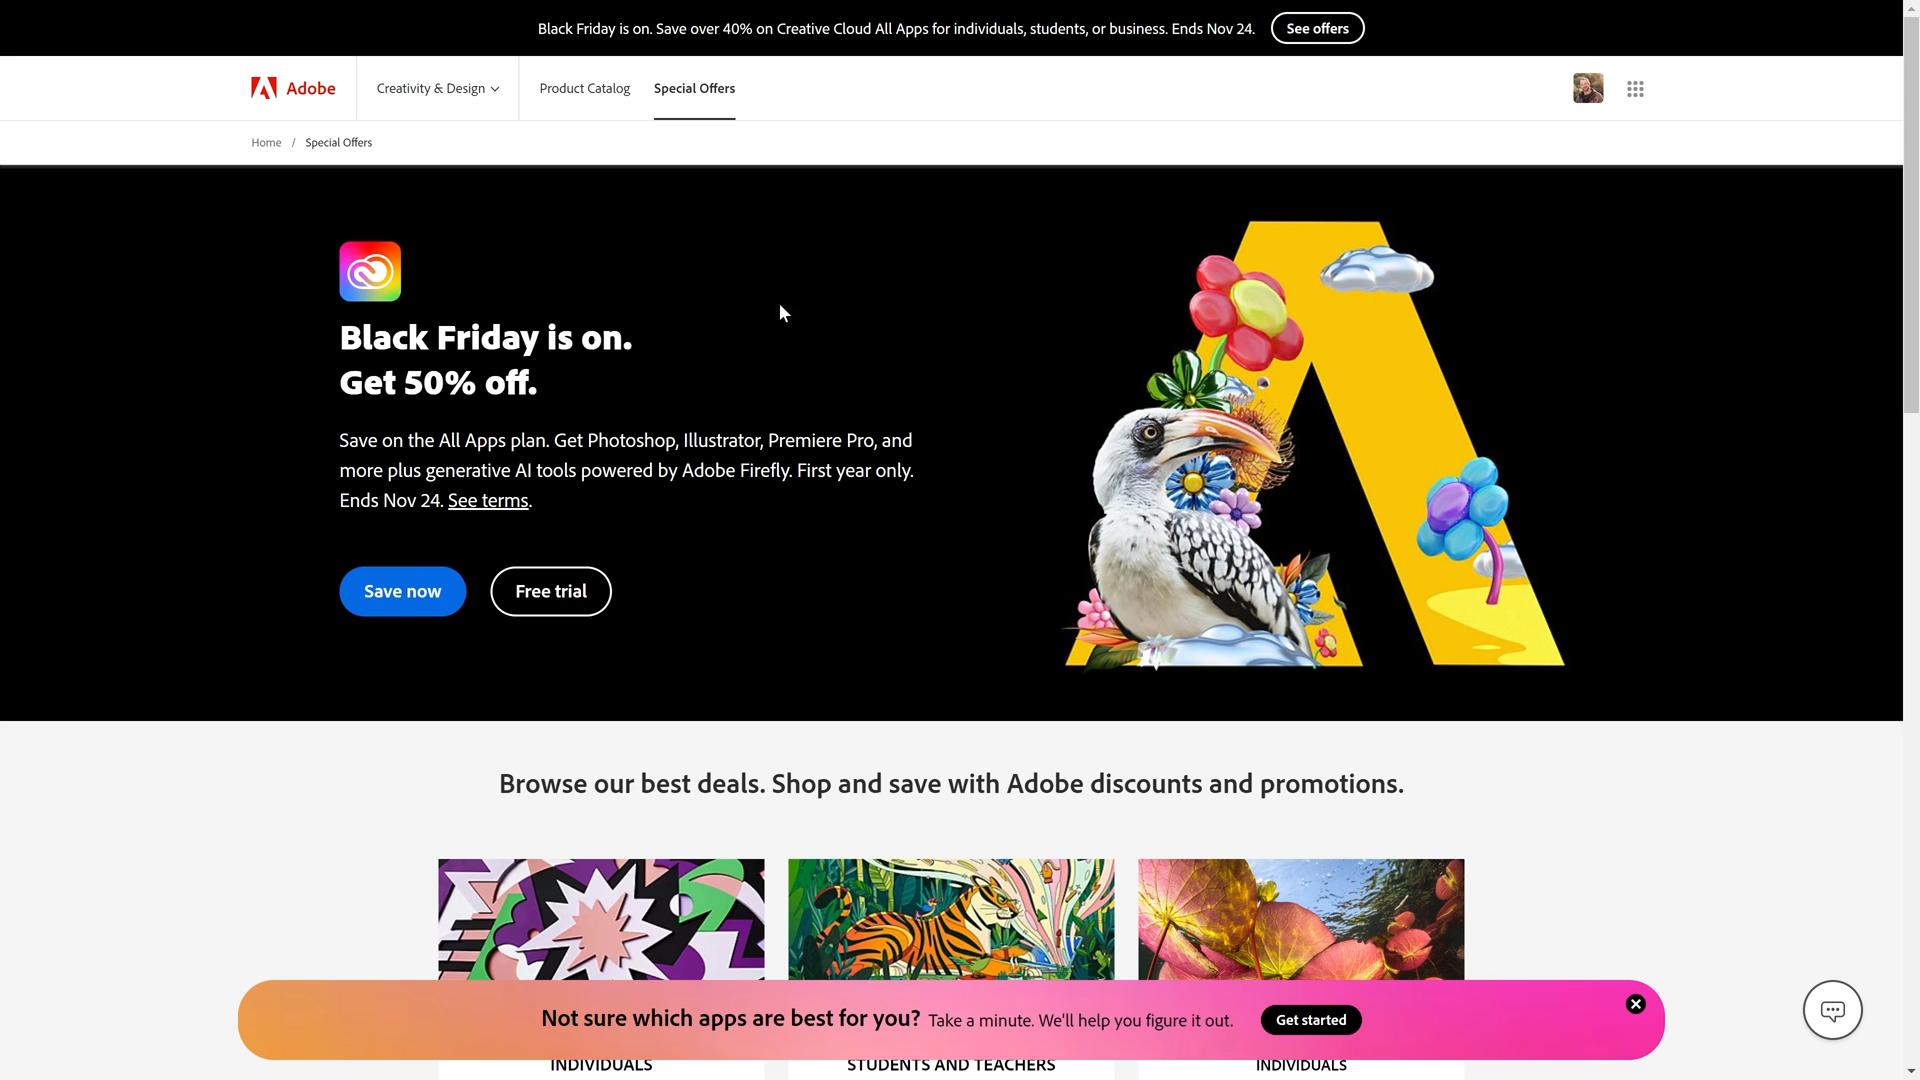 Black Friday is on. Save over 40% on Creative Cloud All Apps for individuals, students, or business. Ends Nov 24. See offers
Adobe Creativity & Design Product Catalog Special Offers
Home / Special Offers
Black Friday is on.
Get 50% off.
Save on the All Apps plan. Get Photoshop, Illustrator, Premiere Pro, and
more plus generative AI tools powered by Adobe Firefly. First year only.
Ends Nov 24. See terms.
Save now Free trial
Browse our best deals. Shop and save with Adobe discounts and promotions.
Not sure which apps are best for you? Take a minute. We'll help you figure it out. Get started
INDIVIDUALS STUDENTS AND TEACHERS INDIVIDUALS